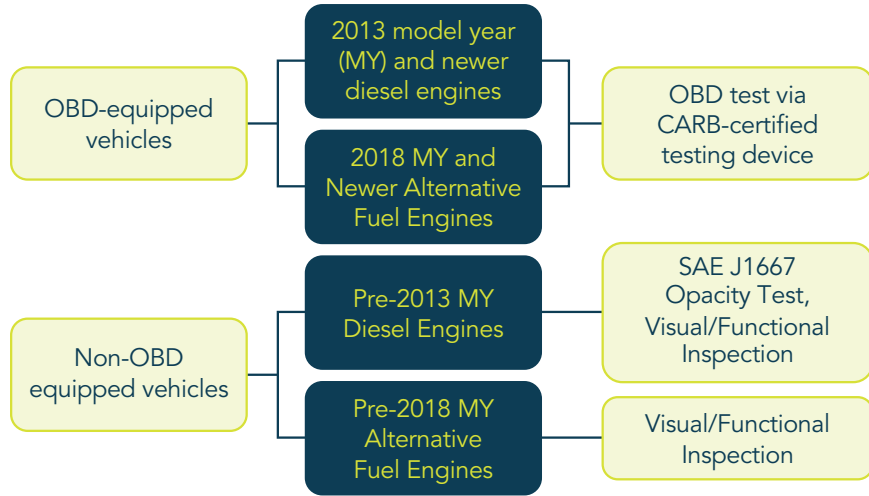 OBD-equipped
vehicles
2013 model year
(MY) and newer
diesel engines
2018 MY and
Newer Alternative
Fuel Engines
OBD test via
CARB-certified
testing device
Non-OBD
equipped vehicles
Pre-2013 MY
Diesel Engines
SAE J1667
Opacity Test,
Visual/Functional
Inspection
Pre-2018 MY
Alternative
Fuel Engines
Visual/Functional
Inspection